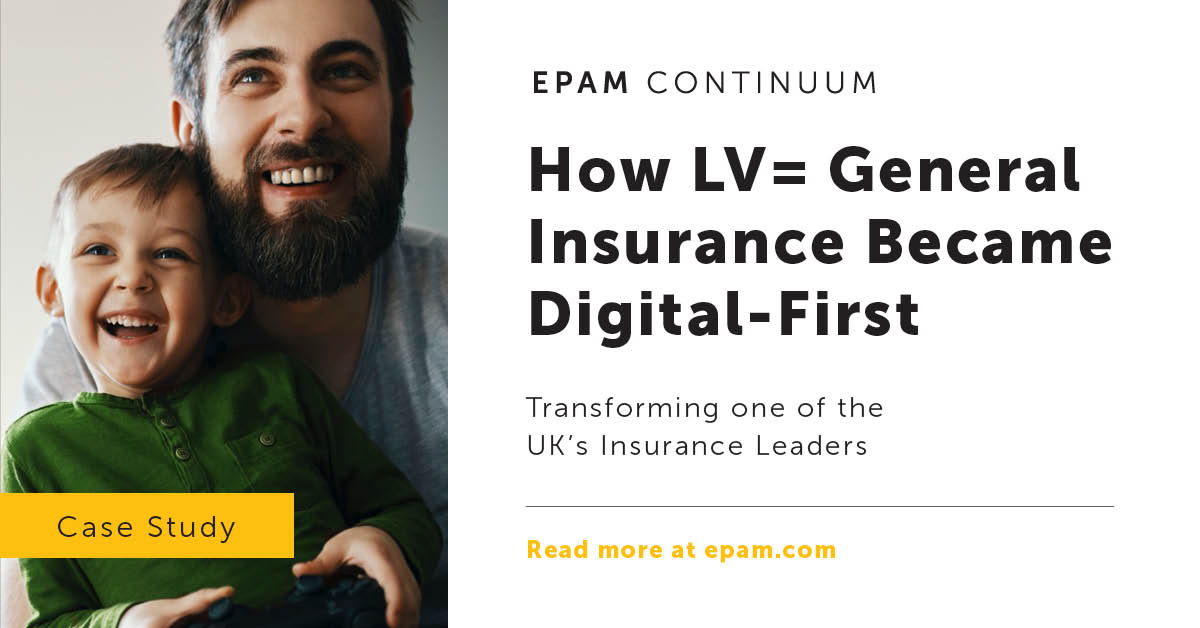 EPAM CONTINUUM
How LV= General
Insurance Became
Digital-First
Transforming one of the
UK’s Insurance Leaders
Case Study
Read more at epam.com